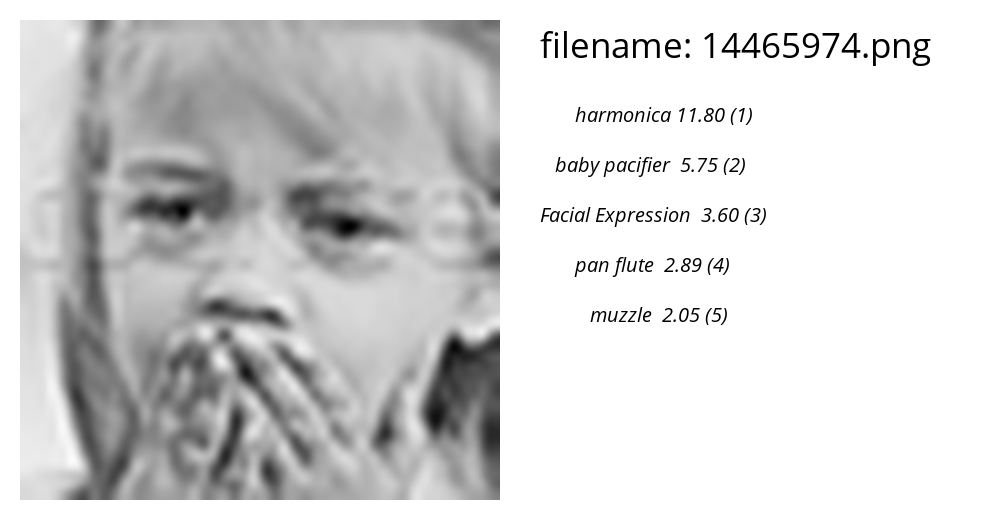 filename: 14465974.png
harmonica 11.80 (1)
baby pacifier 5.75 (2)
Facial Expression 3.60 (3)
pan flute 2.89 (4)
muzzle 2.05 (5)